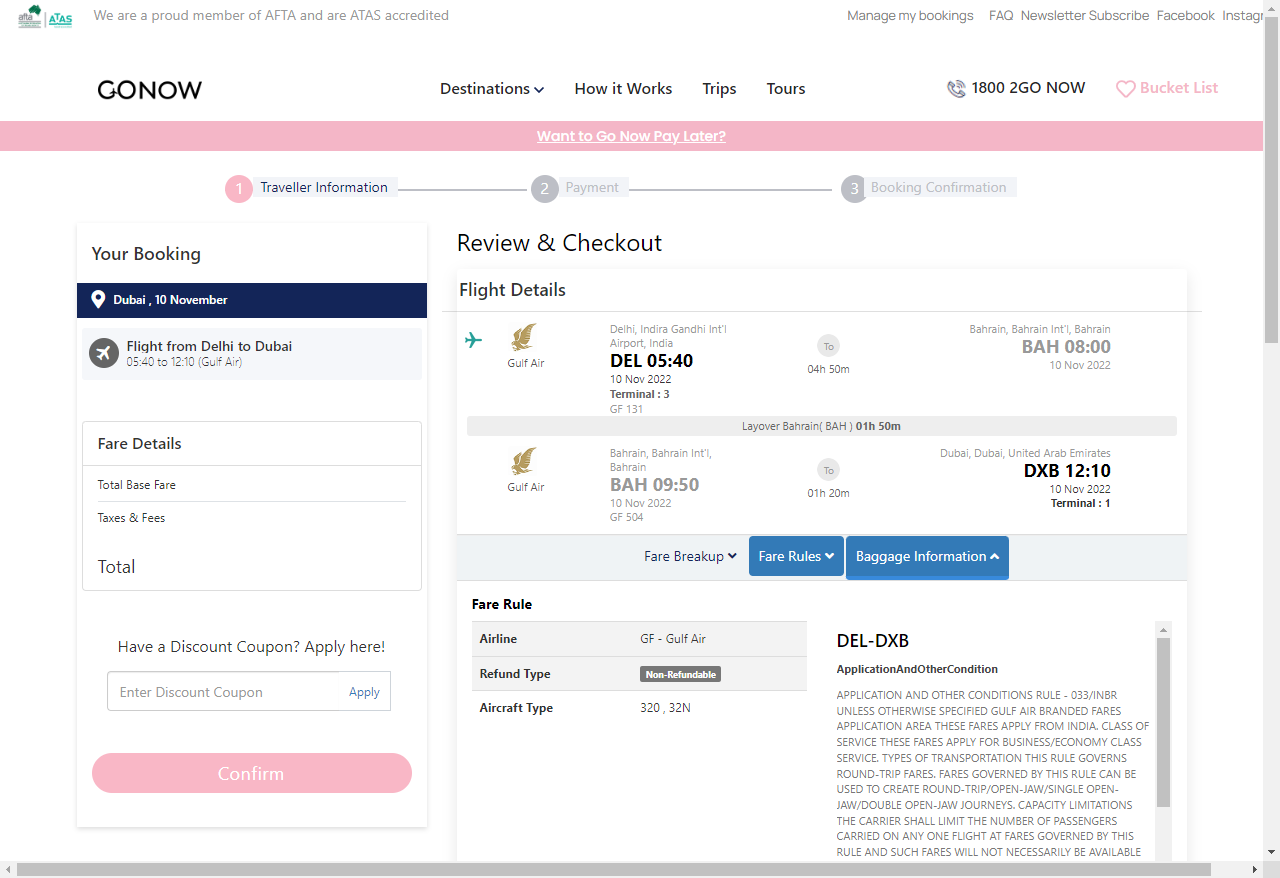 afta ATAS
We are a proud member of AFTA and are ATAS accredited
Manage my bookings FAQ Newsletter Subscribe Facebook Instagr
GONOW
Destinations How it Works Trips Tours
1800 2GO NOW
Bucket List
Want to Go Now Pay Later?
1 Traveller Information
2 Payment
3 Booking Confirmation
Your Booking
Dubai , 10 November
Flight from Delhi to Dubai
05:40 to 12:10 (Gulf Air)
Fare Details
Total Base Fare
Taxes & Fees
Total
Have a Discount Coupon? Apply here!
Enter Discount Coupon Apply
Confirm
Review & Checkout
Flight Details
Gulf Air
Delhi, Indira Gandhi Int'l
Airport, India
DEL 05:40
10 Nov 2022
Terminal : 3
GF 131
To
04h 50m
Bahrain, Bahrain Int'l, Bahrain
BAH 08:00
10 Nov 2022
Layover Bahrain( BAH ) 01h 50m
Gulf Air
Bahrain, Bahrain Int'l,
Bahrain
BAH 09:50
10 Nov 2022
GF 504
To
01h 20m
Dubai, Dubai, United Arab Emirates
DXB 12:10
10 Nov 2022
Terminal : 1
Fare Breakup Fare Rules Baggage Information
Fare Rule
Airline GF - Gulf Air
Refund Type Non-Refundable
Aircraft Type 320 , 32N
DEL-DXB
ApplicationAndOtherCondition
APPLICATION AND OTHER CONDITIONS RULE - 033/INBR
UNLESS OTHERWISE SPECIFIED GULF AIR BRANDED FARES
APPLICATION AREA THESE FARES APPLY FROM INDIA. CLASS OF
SERVICE THESE FARES APPLY FOR BUSINESS/ECONOMY CLASS
SERVICE. TYPES OF TRANSPORTATION THIS RULE GOVERNS
ROUND-TRIP FARES. FARES GOVERNED BY THIS RULE CAN BE
USED TO CREATE ROUND-TRIP/OPEN-JAW/SINGLE OPEN-
JAW/DOUBLE OPEN-JAW JOURNEYS. CAPACITY LIMITATIONS
THE CARRIER SHALL LIMIT THE NUMBER OF PASSENGERS
CARRIED ON ANY ONE FLIGHT AT FARES GOVERNED BY THIS
RULE AND SUCH FARES WILL NOT NECESSARILY BE AVAILABLE